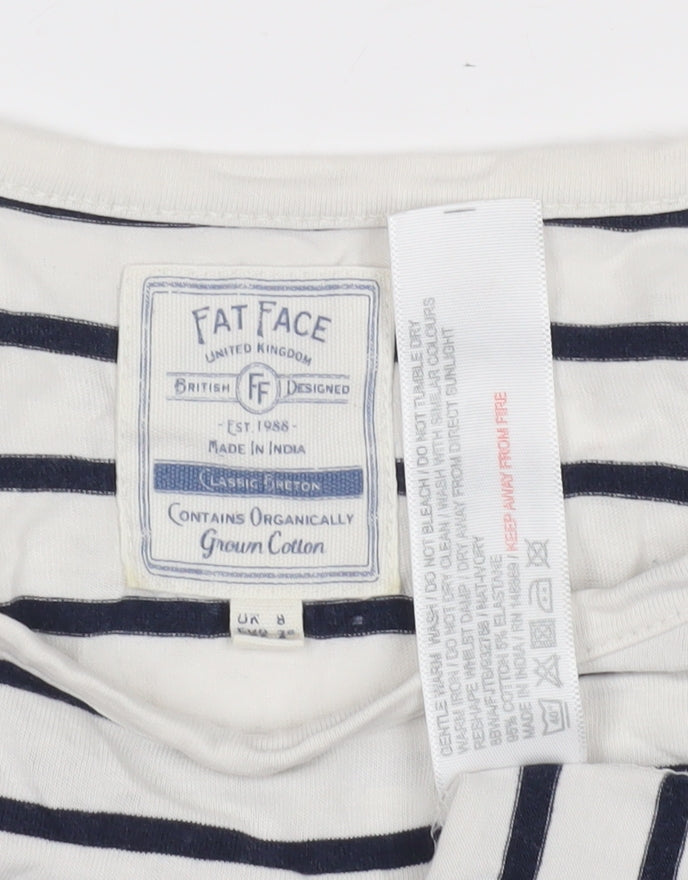 FAT FACE
UNITED KINGDOM
BRITISH FF DESIGNED
- EST. 1988 -
MADE IN INDIA
CLASSIC BRETON
CONTAINS ORGANICALLY
Grown Cotton
UK 8
GENTLE WARM WASH / DO NOT BLEACH / DO NOT TUMBLE DRY
WARM IRON / DO NOT DRY CLEAN / WASH WITH SIMILAR COLOURS
RESHAPE WHILST DAMP / DRY AWAY FROM DIRECT SUNLIGHT
95% COTTON 5% ELASTANE
MADE IN INDIA / RN 148969 / KEEP AWAY FROM FIRE
40